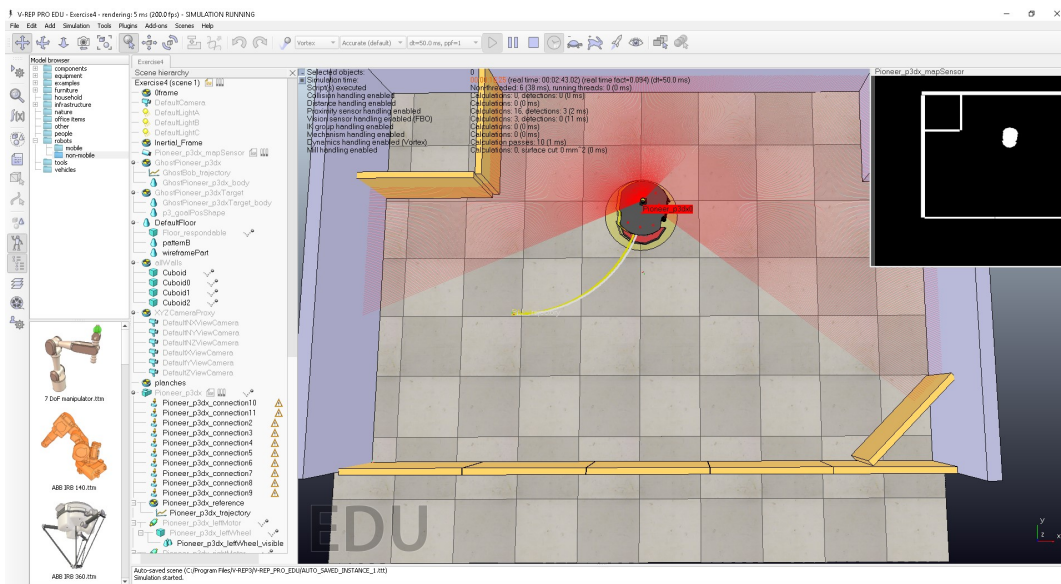 V-REP PRO EDU - Exercise4 - rendering: 5 ms (200.0 fps) - SIMULATION RUNNING
File Edit Add Simulation Tools Plugins Add-ons Scenes Help
Vortex Accurate (default) dt=50.0 ms, ppf=1
Model browser
components
equipment
examples
furniture
household
infrastructure
nature
office items
other
people
robots
mobile
non-mobile
tools
vehicles
7 DoF manipulator.ttm
ABB IRB 140.ttm
ABB IRB 360.ttm
Exercise4
Scene hierarchy
Exercise4 (scene 1)
0frame
DefaultCamera
DefaultLightA
DefaultLightB
DefaultLightC
Inertial_Frame
Pioneer_p3dx_mapSensor
GhostPioneer_p3dx
GhostBob_trajectory
GhostPioneer_p3dx_body
GhostPioneer_p3dxTarget
GhostPioneer_p3dxTarget_body
p3_goalPosShape
DefaultFloor
Floor_respondable
patternB
wireframePart
allWalls
Cuboid
Cuboid0
Cuboid1
Cuboid2
XYZCameraProxy
DefaultNXViewCamera
DefaultNYViewCamera
DefaultNZViewCamera
DefaultXViewCamera
DefaultYViewCamera
DefaultZViewCamera
planches
Pioneer_p3dx
Pioneer_p3dx_connection10
Pioneer_p3dx_connection11
Pioneer_p3dx_connection2
Pioneer_p3dx_connection3
Pioneer_p3dx_connection4
Pioneer_p3dx_connection5
Pioneer_p3dx_connection6
Pioneer_p3dx_connection7
Pioneer_p3dx_connection8
Pioneer_p3dx_connection9
Pioneer_p3dx_reference
Pioneer_p3dx_trajectory
Pioneer_p3dx_leftMotor
Pioneer_p3dx_leftWheel
Pioneer_p3dx_leftWheel_visible
Selected objects: 0
Simulation time: (real time: 00:02:43.02) (real time fact=0.094) (dt=50.0 ms)
Script(s) executed Non-threaded: 6 (38 ms), running threads: 0 (0 ms)
Collision handling enabled Calculations: 0, detections: 0 (0 ms)
Distance handling enabled Calculations: 0 (0 ms)
Proximity sensor handling enabled Calculations: 16, detections: 3 (2 ms)
Vision sensor handling enabled (FBO) Calculations: 3, detections: 0 (11 ms)
IK group handling enabled Calculations: 0 (0 ms)
Mechanism handling enabled Calculations: 0 (0 ms)
Dynamics handling enabled (Vortex) Calculation passes: 10 (1 ms)
Mill handling enabled Calculations: 0, surface cut: 0 mm^2 (0 ms)
Pioneer_p3dx_mapSensor
EDU
y
z
x
Auto-saved scene (C:/Program Files/V-REP3/V-REP_PRO_EDU/AUTO_SAVED_INSTANCE_1.ttt)
Simulation started.